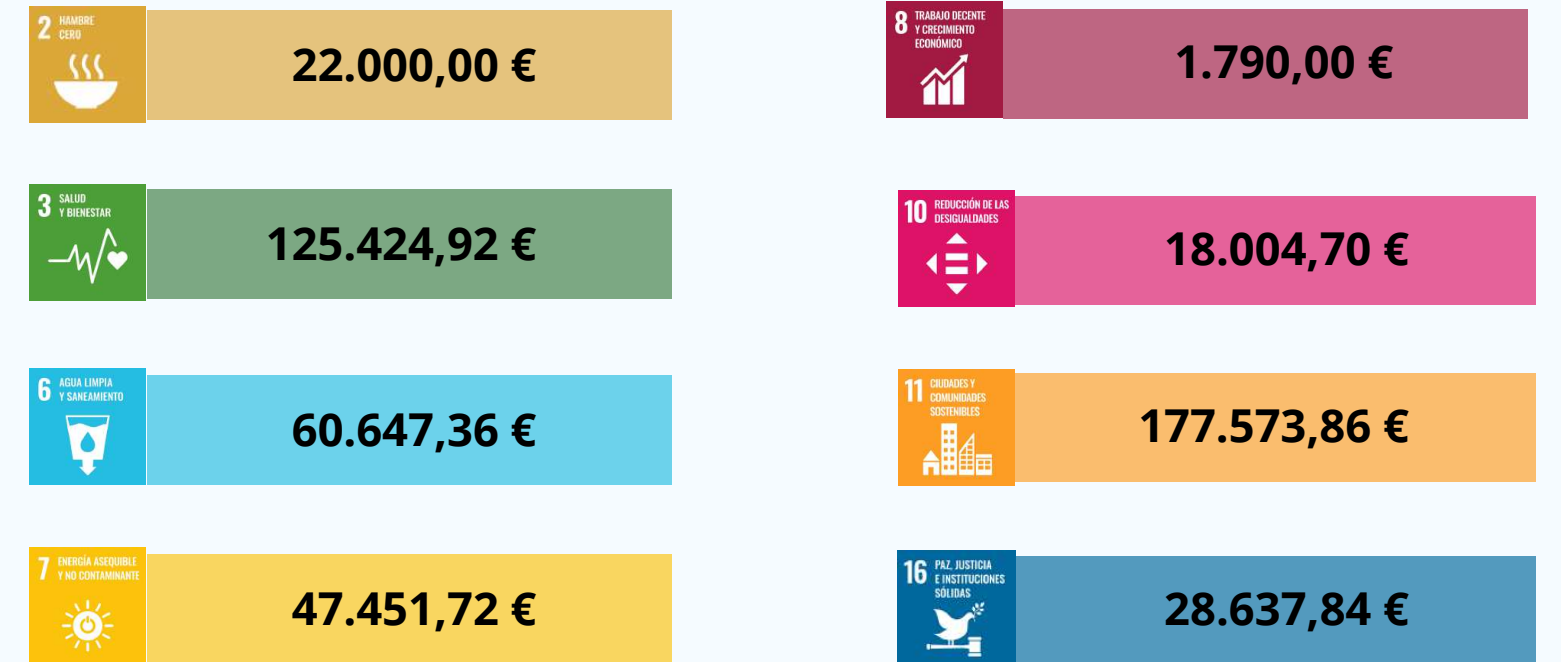 2 HAMBRE
CERO
22.000,00 €
3 SALUD
Y BIENESTAR
125.424,92 €
6 AGUA LIMPIA
Y SANEAMIENTO
60.647,36 €
7 ENERGÍA ASEQUIBLE
Y NO CONTAMINANTE
47.451,72 €
8 TRABAJO DECENTE
Y CRECIMIENTO
ECONÓMICO
1.790,00 €
10 REDUCCIÓN DE LAS
DESIGUALDADES
18.004,70 €
11 CIUDADES Y
COMUNIDADES
SOSTENIBLES
177.573,86 €
16 PAZ, JUSTICIA
E INSTITUCIONES
SÓLIDAS
28.637,84 €